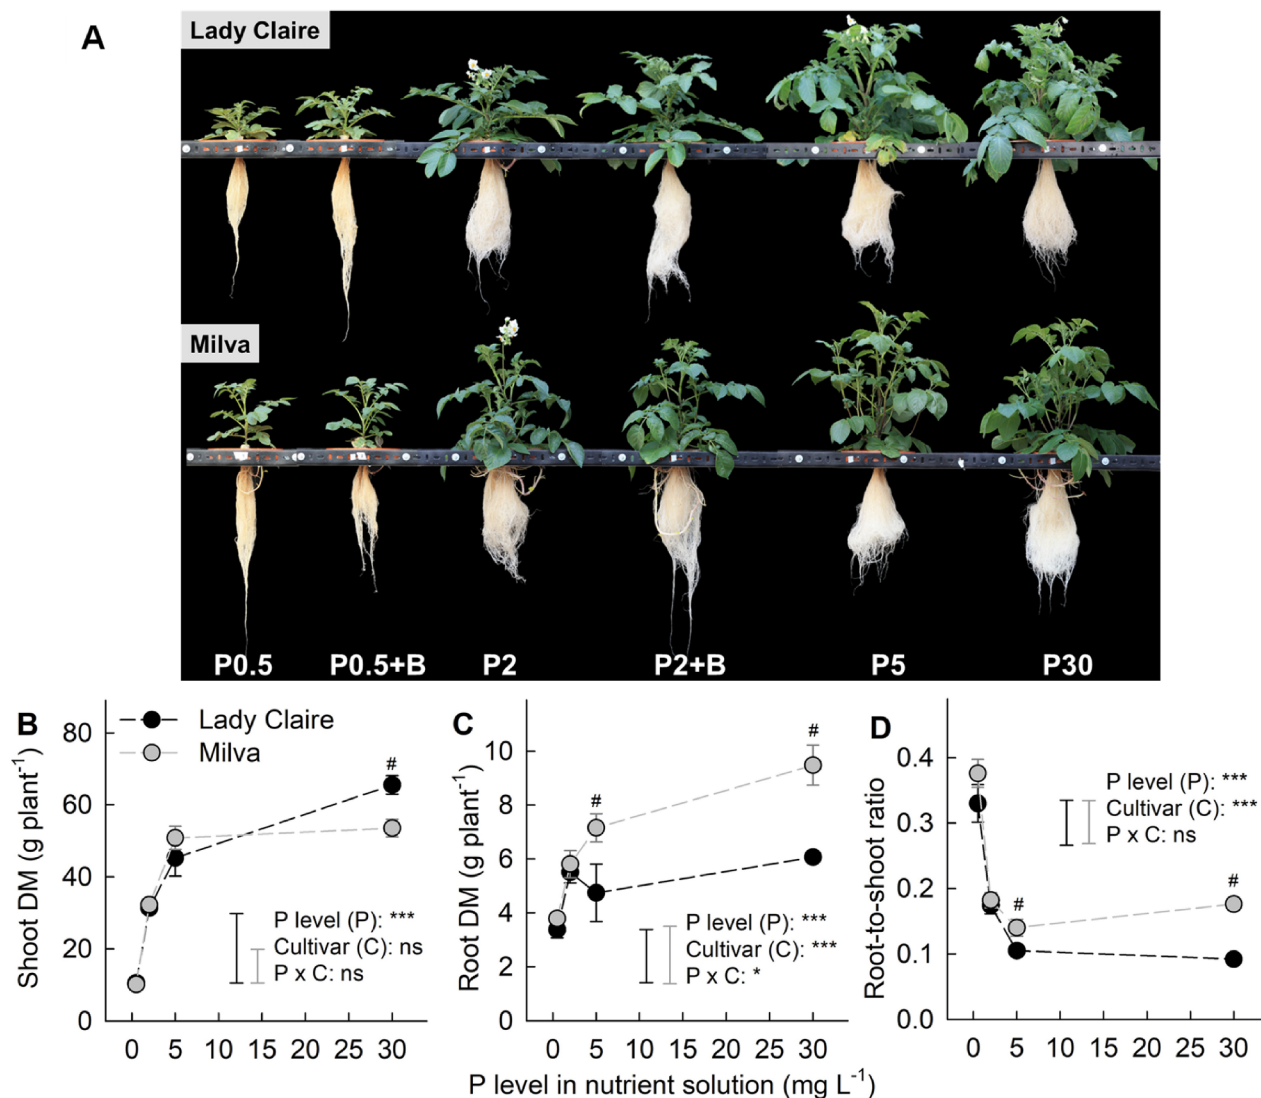 A
Lady Claire
Milva
P0.5 P0.5+B P2 P2+B P5 P30
B
Lady Claire
Milva
Shoot DM (g plant⁻¹)
80
60
40
20
0
#
P level (P): ***
Cultivar (C): ns
P x C: ns
0 5 10 15 20 25 30
C
Root DM (g plant⁻¹)
10
8
6
4
2
0
#
#
P level (P): ***
Cultivar (C): ***
P x C: *
0 5 10 15 20 25 30
D
Root-to-shoot ratio
0.4
0.3
0.2
0.1
0.0
P level (P): ***
Cultivar (C): ***
P x C: ns
#
#
0 5 10 15 20 25 30
P level in nutrient solution (mg L⁻¹)